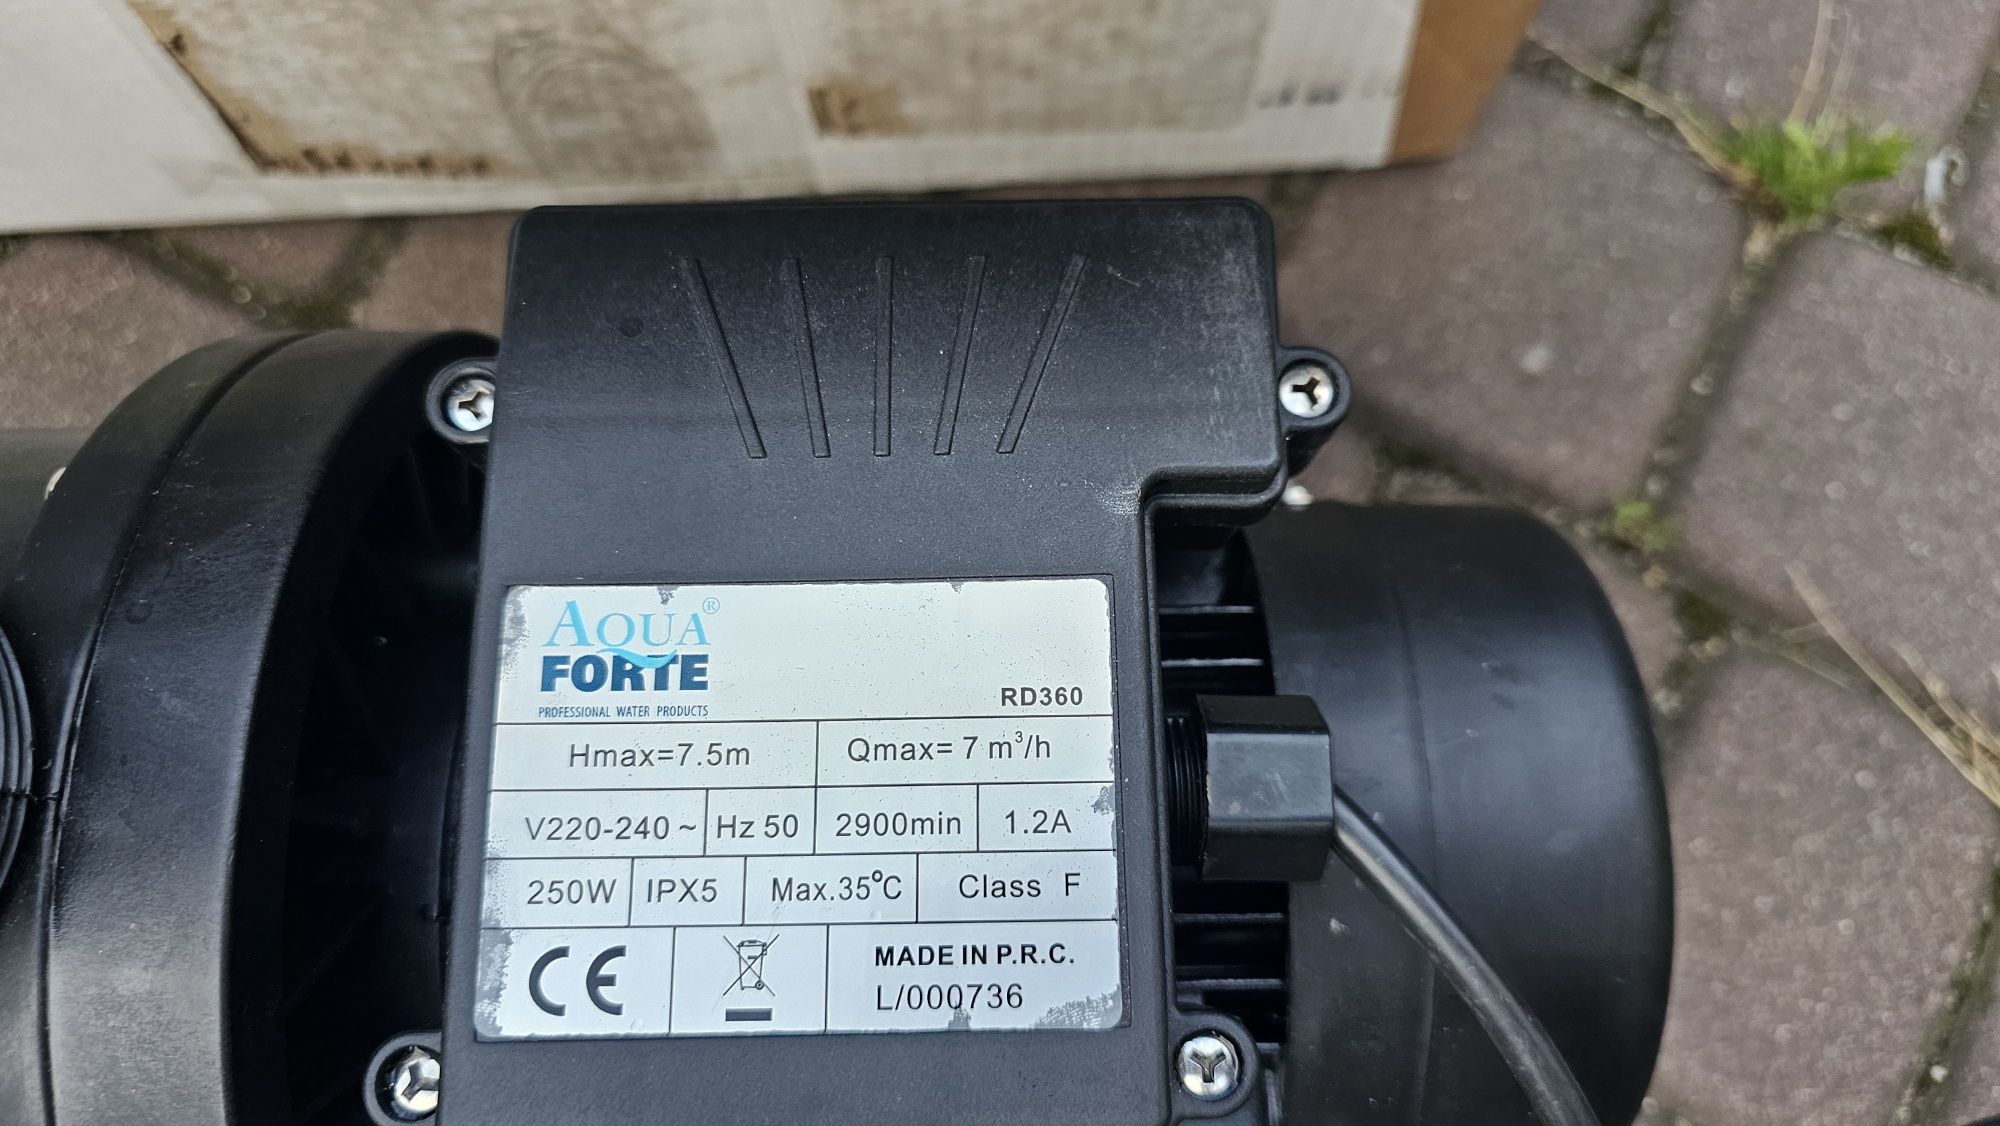 AQUA®
FORTE
PROFESSIONAL WATER PRODUCTS
RD360
Hmax=7.5m
Qmax= 7 m³/h
V220-240 ~
Hz 50
2900min
1.2A
250W
IPX5
Max.35°C
Class F
CE
MADE IN P.R.C.
L/000736